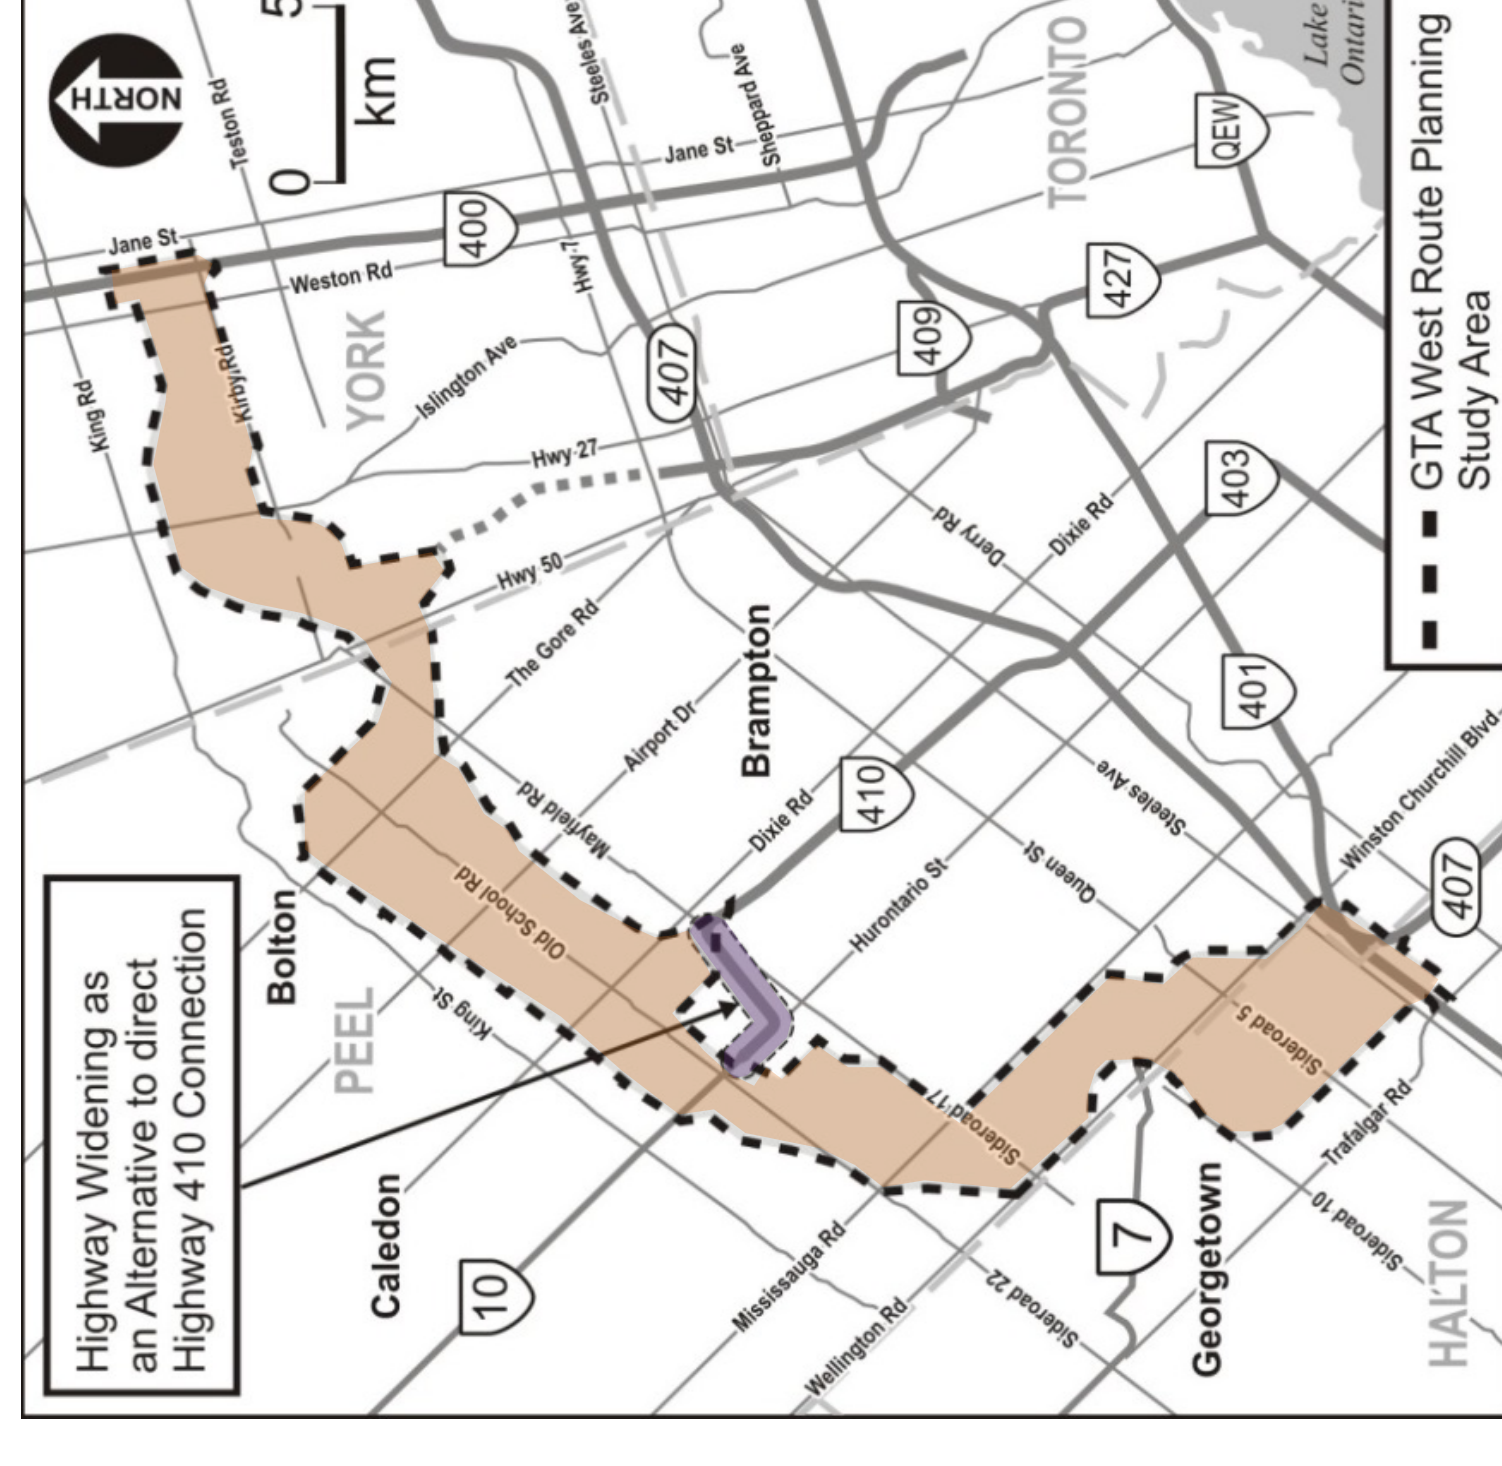 Highway Widening as
an Alternative to direct
Highway 410 Connection
NORTH
0
5
km
Lake
Ontari
GTA West Route Planning
Study Area
YORK
PEEL
TORONTO
HALTON
Bolton
Caledon
Brampton
Georgetown
King Rd
Teston Rd
Kirby Rd
Jane St
Weston Rd
Jane St
Islington Ave
Hwy 27
Hwy 50
Hwy 7
Steeles Ave
Sheppard Ave
The Gore Rd
Airport Dr
Mayfield Rd
Old School Rd
King St
Dixie Rd
Dixie Rd
Derry Rd
Hurontario St
Queen St
Steeles Ave
Winston Churchill Blvd
Mississauga Rd
Wellington Rd
Sideroad 17
Sideroad 22
Sideroad 5
Sideroad 10
Trafalgar Rd
400
407
409
427
QEW
403
401
410
407
10
7